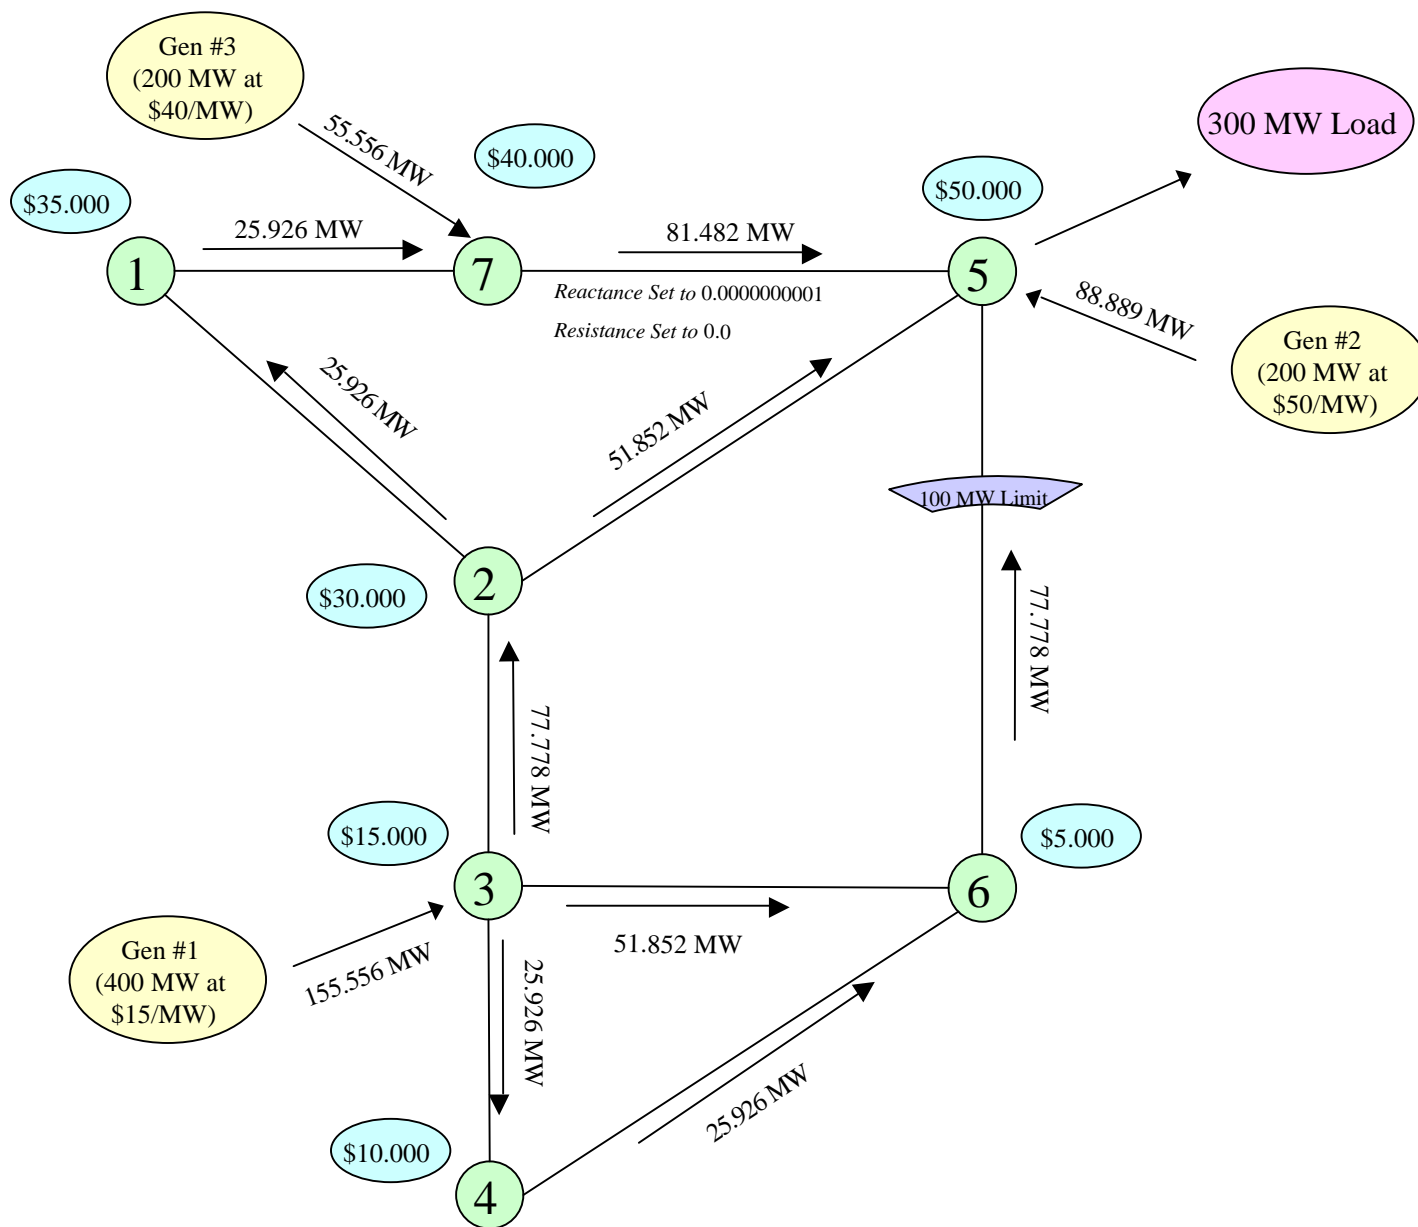 Gen #3
(200 MW at
$40/MW)
55.556 MW
$40.000
300 MW Load
$35.000
$50.000
25.926 MW
81.482 MW
1
7
5
Reactance Set to 0.0000000001
Resistance Set to 0.0
88.889 MW
Gen #2
(200 MW at
$50/MW)
25.926 MW
51.852 MW
100 MW Limit
2
$30.000
77.778 MW
77.778 MW
$15.000
$5.000
3
6
Gen #1
(400 MW at
$15/MW)
155.556 MW
51.852 MW
25.926 MW
25.926 MW
$10.000
4